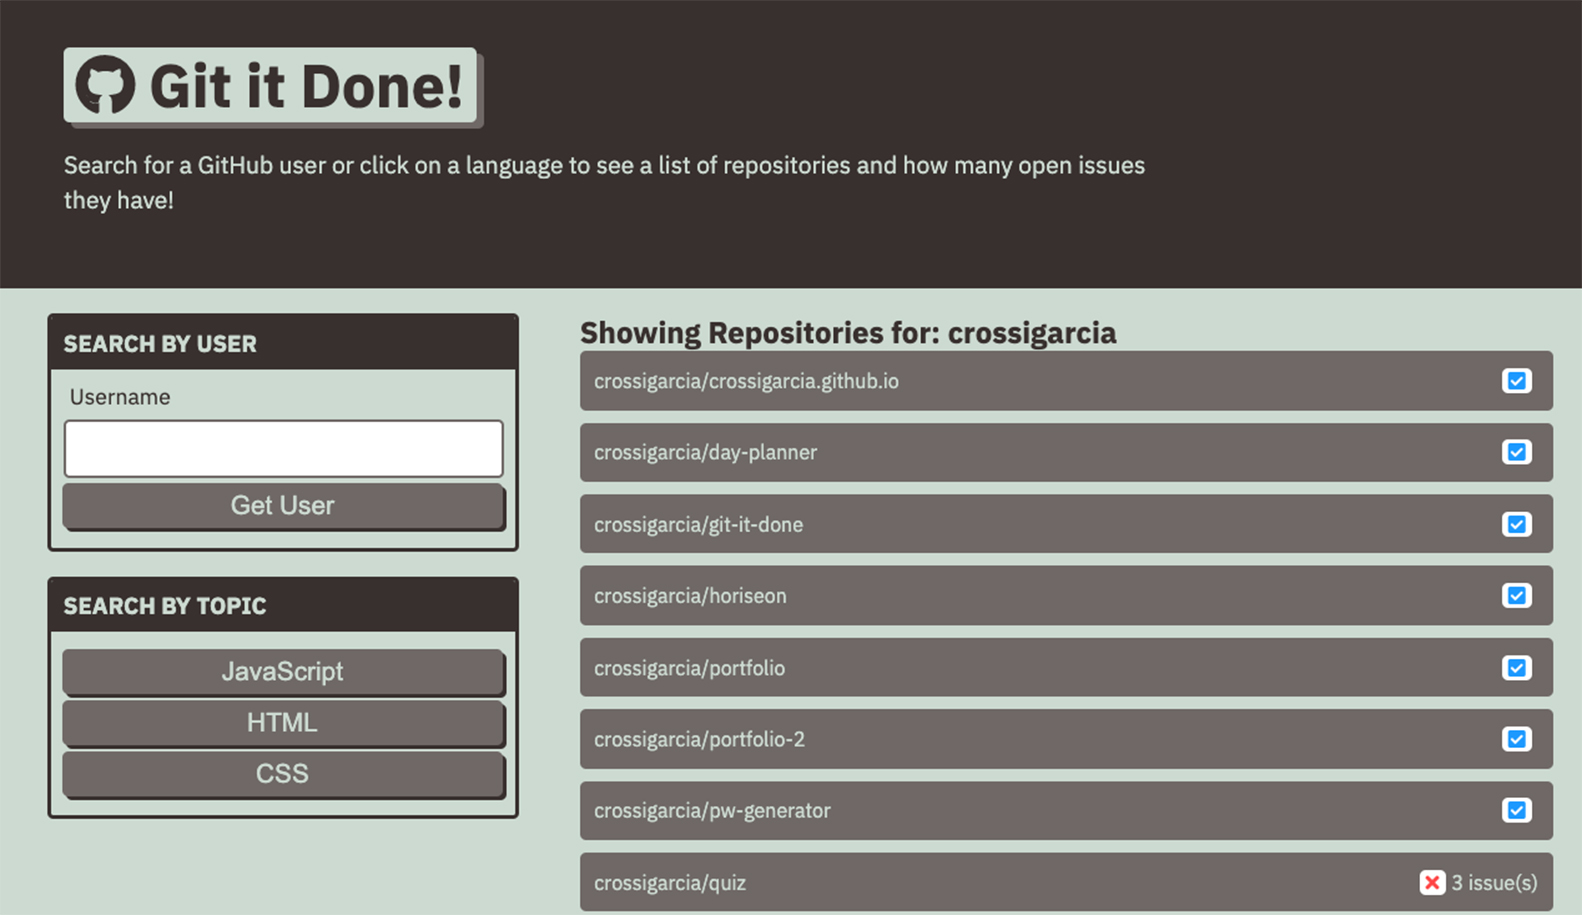 Git it Done!
Search for a GitHub user or click on a language to see a list of repositories and how many open issues
they have!
SEARCH BY USER
Username
Get User
SEARCH BY TOPIC
JavaScript
HTML
CSS
Showing Repositories for: crossigarcia
crossigarcia/crossigarcia.github.io
crossigarcia/day-planner
crossigarcia/git-it-done
crossigarcia/horiseon
crossigarcia/portfolio
crossigarcia/portfolio-2
crossigarcia/pw-generator
crossigarcia/quiz 3 issue(s)